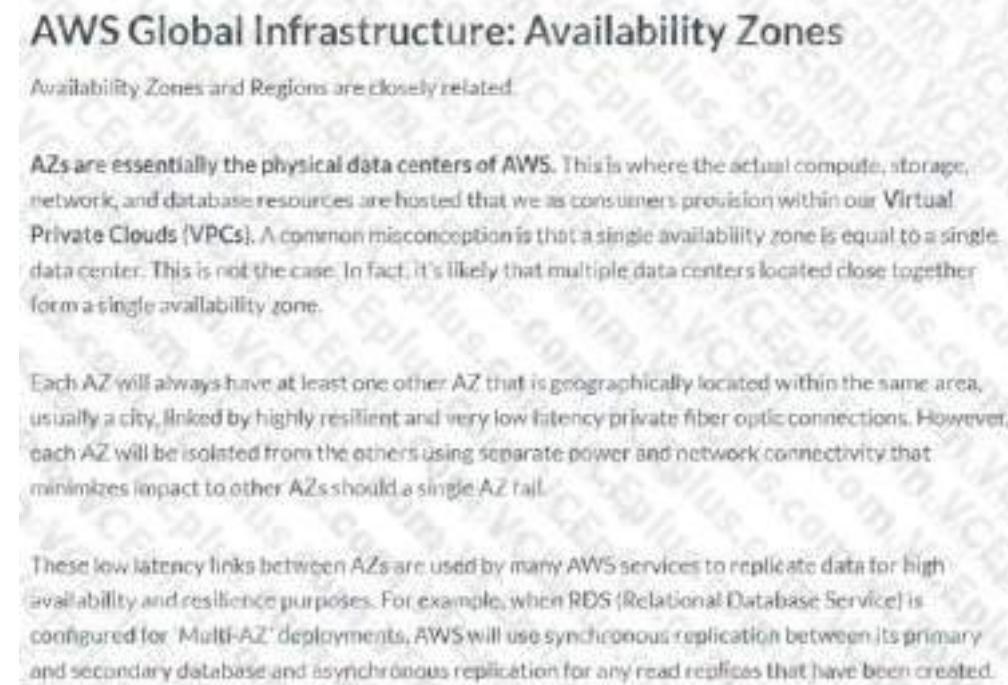 AWS Global Infrastructure: Availability Zones
Availability Zones and Regions are closely related.
AZs are essentially the physical data centers of AWS. This is where the actual compute, storage,
network, and database resources are hosted that we as consumers provision within our Virtual
Private Clouds (VPCs). A common misconception is that a single availability zone is equal to a single
data center. This is not the case. In fact, it's likely that multiple data centers located close together
form a single availability zone.
Each AZ will always have at least one other AZ that is geographically located within the same area,
usually a city, linked by highly resilient and very low latency private fiber optic connections. However,
each AZ will be isolated from the others using separate power and network connectivity that
minimizes impact to other AZs should a single AZ fail.
These low latency links between AZs are used by many AWS services to replicate data for high
availability and resilience purposes. For example, when RDS (Relational Database Service) is
configured for 'Multi-AZ' deployments, AWS will use synchronous replication between its primary
and secondary database and asynchronous replication for any read replicas that have been created.